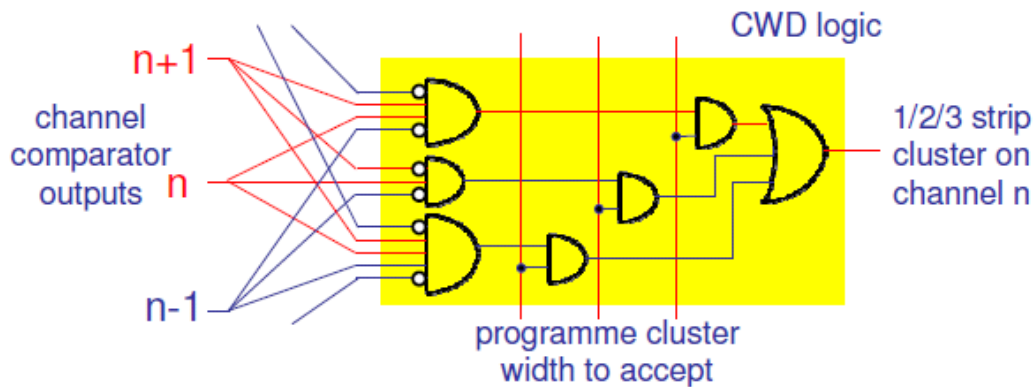 CWD logic
n+1
channel
comparator
outputs
n
n-1
1/2/3 strip
cluster on
channel n
programme cluster
width to accept